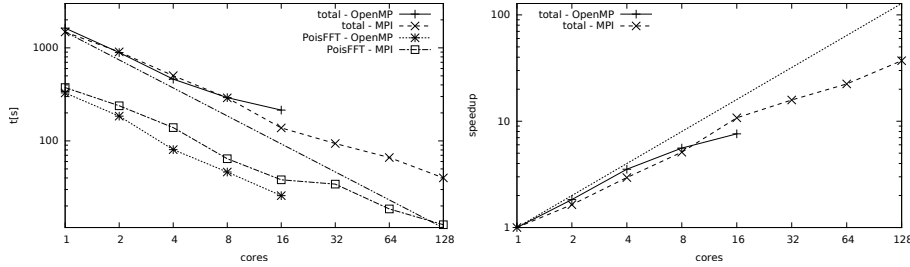 total - OpenMP
total - MPI
PoisFFT - OpenMP
PoisFFT - MPI
1000
100
t[s]
1 2 4 8 16 32 64 128
cores
total - OpenMP
total - MPI
100
10
1
speedup
1 2 4 8 16 32 64 128
cores